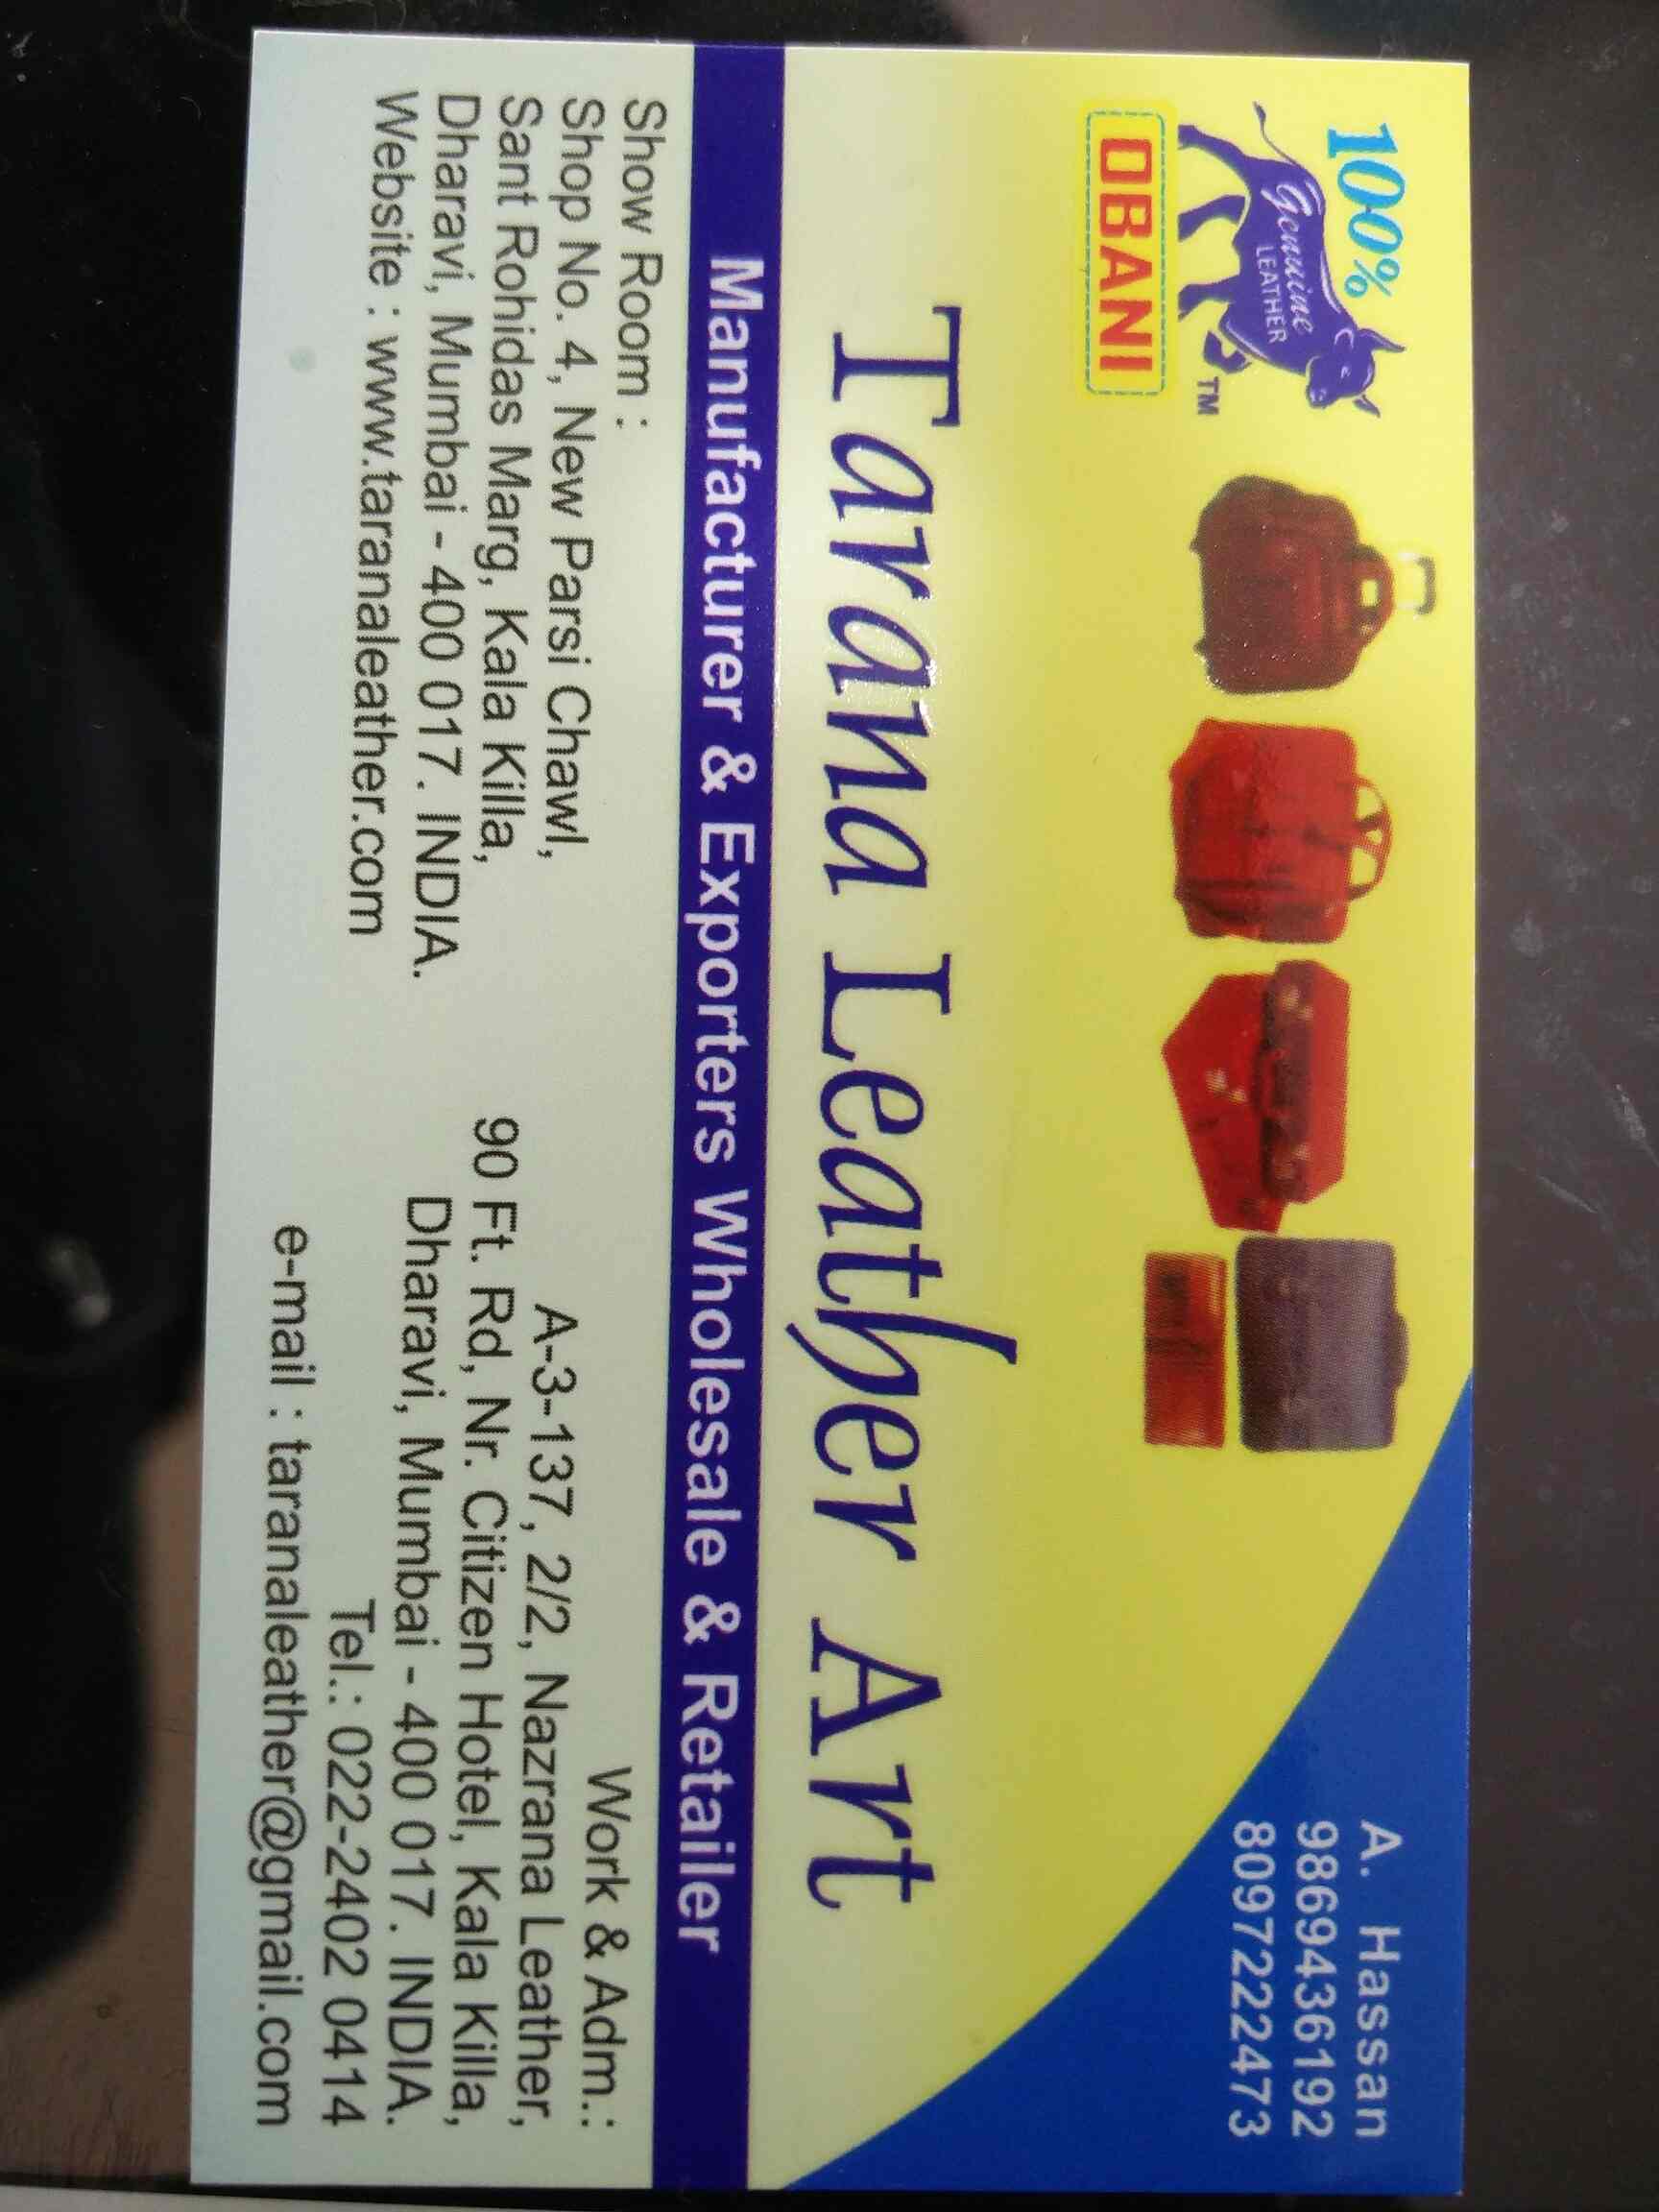 100%
Genuine
LEATHER
TM
OBANI
A. Hassan
9869436192
8097222473
Tarana Leather Art
Manufacturer & Exporters Wholesale & Retailer
Show Room :
Shop No. 4, New Parsi Chawl,
Sant Rohidas Marg, Kala Killa,
Dharavi, Mumbai - 400 017. INDIA.
Website : www.taranaleather.com
Work & Adm.:
A-3-137, 2/2, Nazrana Leather,
90 Ft. Rd, Nr. Citizen Hotel, Kala Killa,
Dharavi, Mumbai - 400 017. INDIA.
Tel.: 022-2402 0414
e-mail : taranaleather@gmail.com